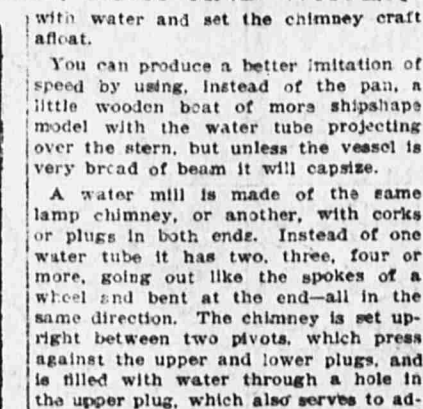 with water and set the chimney craft
afloat.
You can produce a better imitation of
speed by using, instead of the pan, a
little wooden boat of more shipshape
model with the water tube projecting
over the stern, but unless the vessel is
very broad of beam it will capsize.
A water mill is made of the same
lamp chimney, or another, with corks
or plugs in both ends. Instead of one
water tube it has two, three, four or
more, going out like the spokes of a
wheel and bent at the end—all in the
same direction. The chimney is set up-
right between two pivots, which press
against the upper and lower plugs, and
is filled with water through a hole in
the upper plug, which also serves to ad-